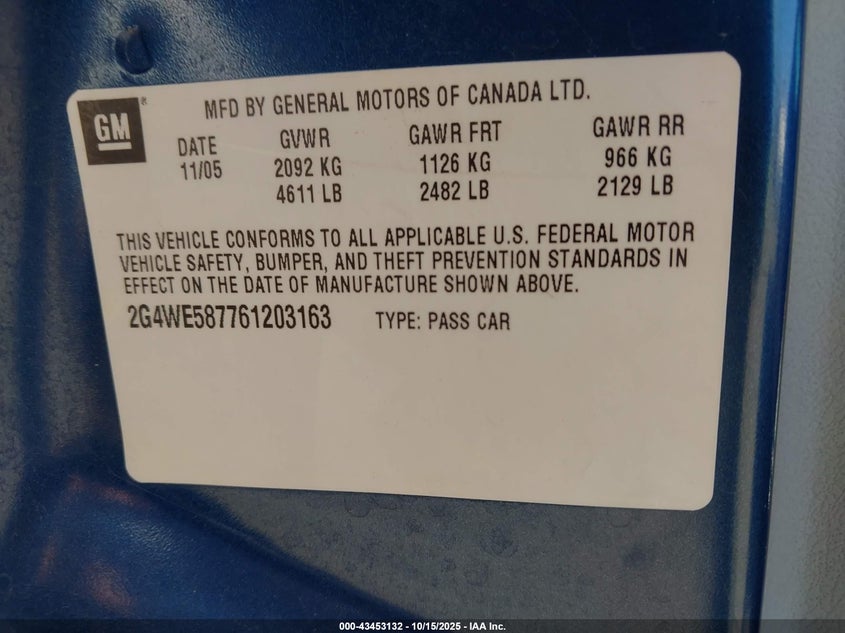 GM®
MFD BY GENERAL MOTORS OF CANADA LTD.
DATE GVWR GAWR FRT GAWR RR
11/05 2092 KG 1126 KG 966 KG
4611 LB 2482 LB 2129 LB
THIS VEHICLE CONFORMS TO ALL APPLICABLE U.S. FEDERAL MOTOR
VEHICLE SAFETY, BUMPER, AND THEFT PREVENTION STANDARDS IN
EFFECT ON THE DATE OF MANUFACTURE SHOWN ABOVE.
2G4WE587761203163 TYPE: PASS CAR
000-43453132 - 10/15/2025 - IAA Inc.